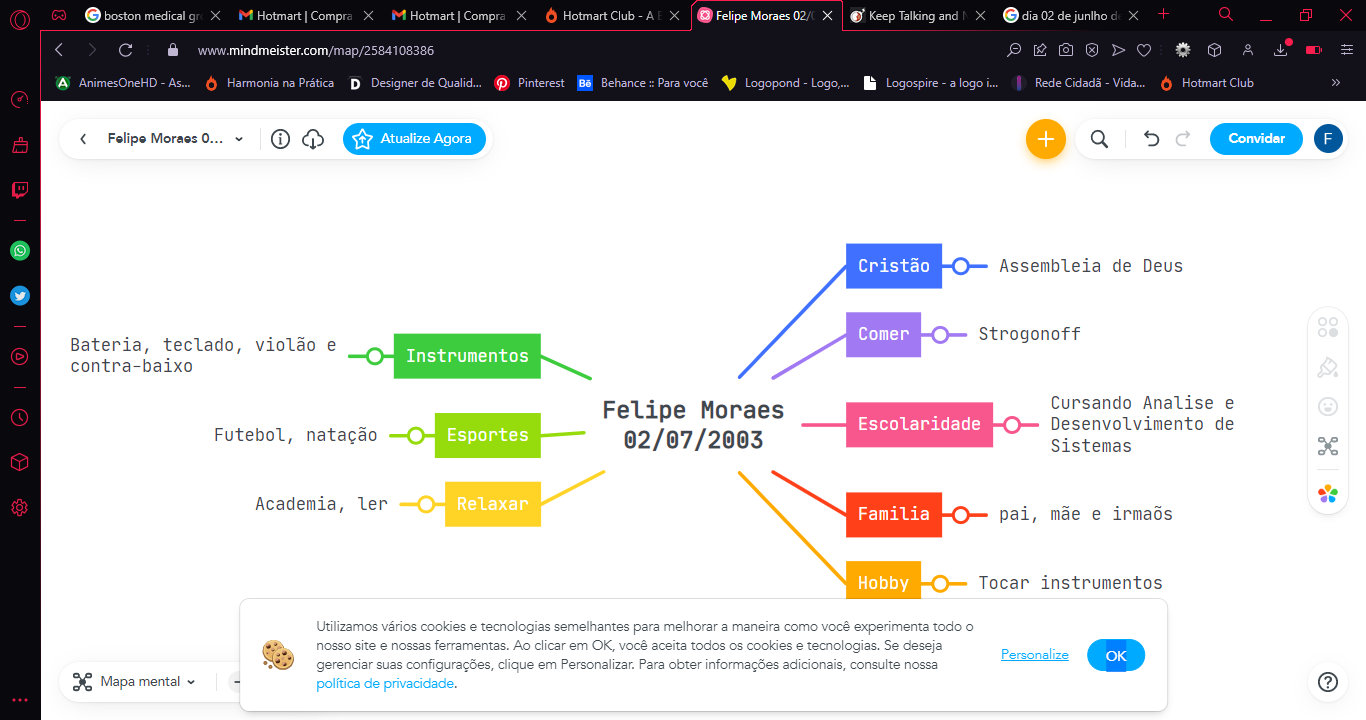 boston medical gr
Hotmart | Compra
Hotmart | Compra
Hotmart Club - A E
Felipe Moraes 02/0
Keep Talking and N
dia 02 de junlho d
www.mindmeister.com/map/2584108386
AnimesOneHD - As...
Harmonia na Prática
Designer de Qualid...
Pinterest
Behance :: Para você
Logopond - Logo,...
Logospire - a logo i...
Rede Cidadã - Vida...
Hotmart Club
Felipe Moraes 0...
Atualize Agora
Convidar
F
Cristão
Assembleia de Deus
Comer
Strogonoff
Bateria, teclado, violão e
contra-baixo
Instrumentos
Felipe Moraes
02/07/2003
Escolaridade
Cursando Analise e
Desenvolvimento de
Sistemas
Futebol, natação
Esportes
Academia, ler
Relaxar
Familia
pai, mãe e irmaõs
Hobby
Tocar instrumentos
Utilizamos vários cookies e tecnologias semelhantes para melhorar a maneira como você experimenta todo o
nosso site e nossas ferramentas. Ao clicar em OK, você aceita todos os cookies e tecnologias. Se deseja
gerenciar suas configurações, clique em Personalizar. Para obter informações adicionais, consulte nossa
política de privacidade.
Personalize
OK
Mapa mental